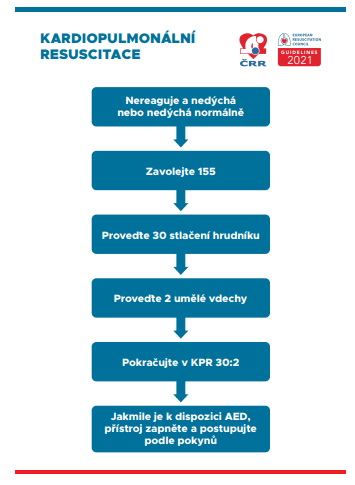 KARDIOPULMONÁLNÍ
RESUSCITACE
ČRR
EUROPEAN
RESUSCITATION
COUNCIL
GUIDELINES
2021
Nereaguje a nedýchá
nebo nedýchá normálně
Zavolejte 155
Proveďte 30 stlačení hrudníku
Proveďte 2 umělé vdechy
Pokračujte v KPR 30:2
Jakmile je k dispozici AED,
přístroj zapněte a postupujte
podle pokynů